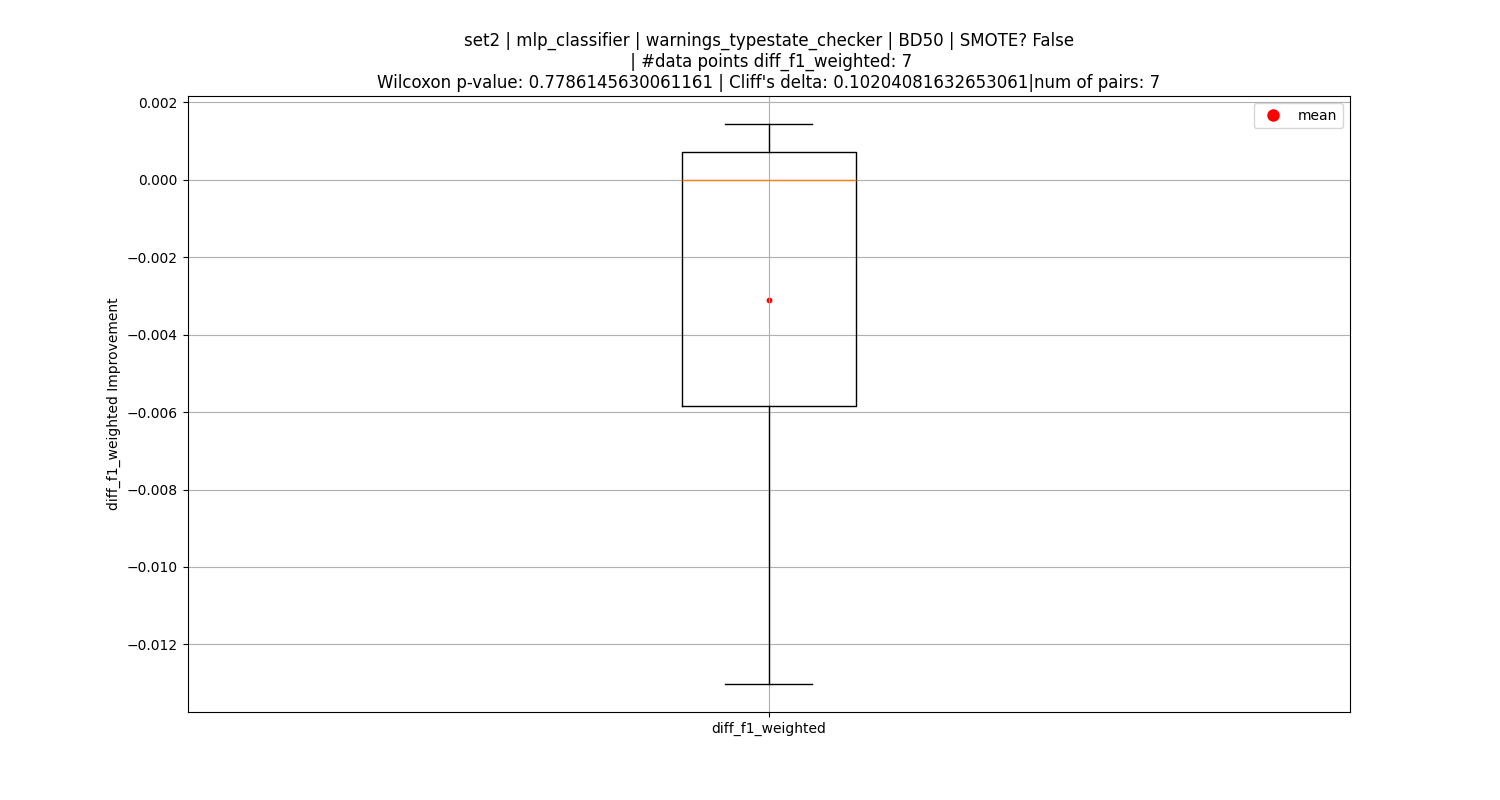 set2 | mlp_classifier | warnings_typestate_checker | BD50 | SMOTE? False
| #data points diff_f1_weighted: 7
Wilcoxon p-value: 0.7786145630061161 | Cliff's delta: 0.10204081632653061|num of pairs: 7
mean
0.002
0.000
−0.002
−0.004
−0.006
−0.008
−0.010
−0.012
diff_f1_weighted Improvement
diff_f1_weighted